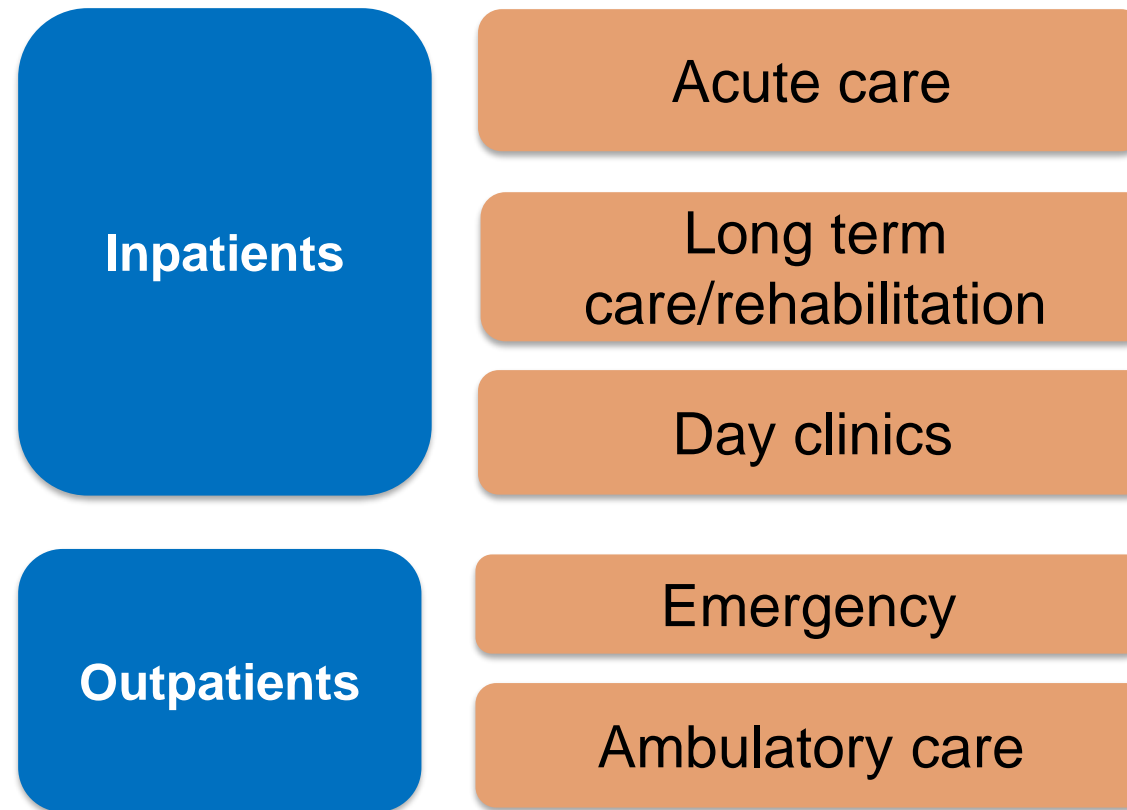 Inpatients
Acute care
Long term
care/rehabilitation
Day clinics
Outpatients
Emergency
Ambulatory care